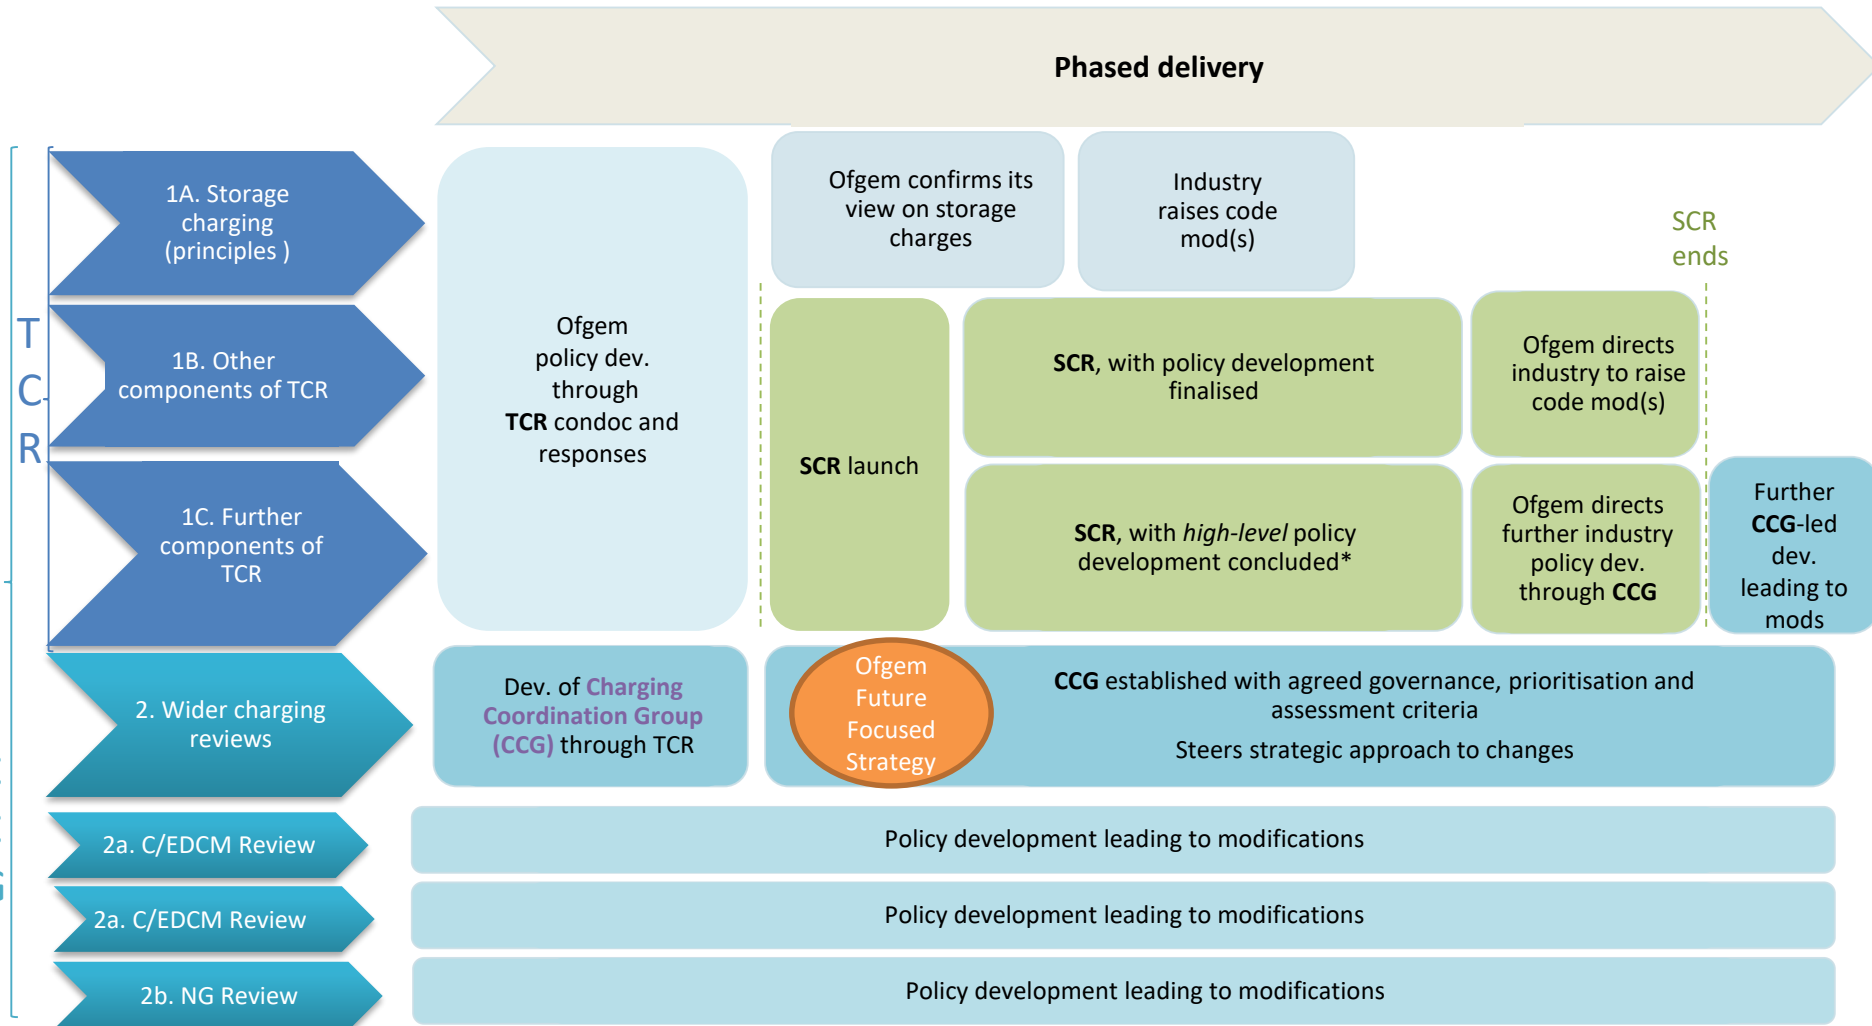 Phased delivery
T
C
R
1A. Storage
charging
(principles )
Ofgem confirms its
view on storage
charges
Industry
raises code
mod(s)
SCR
ends
1B. Other
components of TCR
Ofgem
policy dev.
through
TCR condoc and
responses
SCR launch
SCR, with policy development
finalised
Ofgem directs
industry to raise
code mod(s)
1C. Further
components of
TCR
SCR, with high-level policy
development concluded*
Ofgem directs
further industry
policy dev.
through CCG
Further
CCG-led
dev.
leading to
mods
2. Wider charging
reviews
Dev. of Charging
Coordination Group
(CCG) through TCR
Ofgem
Future
Focused
Strategy
CCG established with agreed governance, prioritisation and
assessment criteria
Steers strategic approach to changes
2a. C/EDCM Review
Policy development leading to modifications
2a. C/EDCM Review
Policy development leading to modifications
2b. NG Review
Policy development leading to modifications